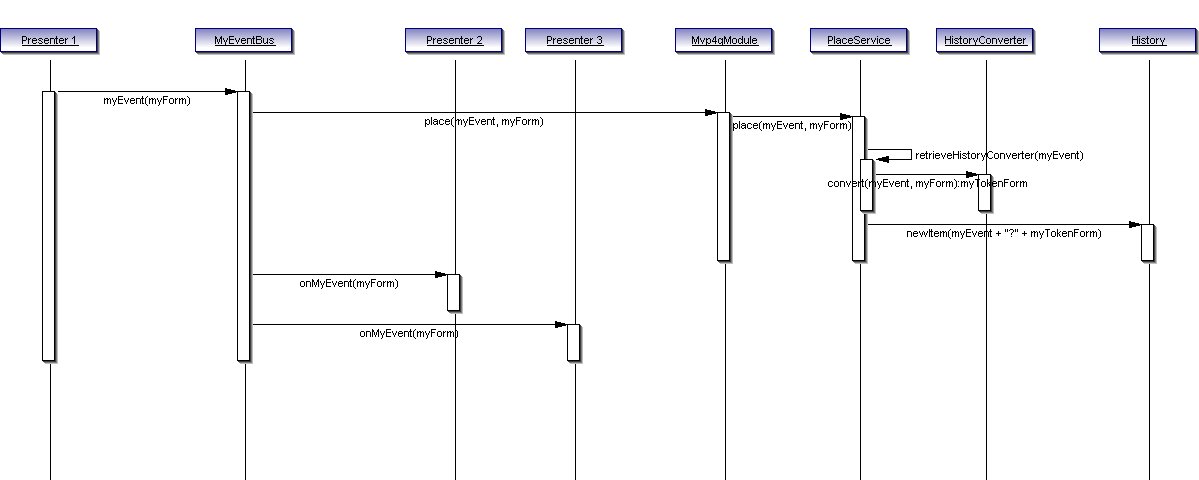 Presenter 1
MyEventBus
Presenter 2
Presenter 3
Mvp4gModule
PlaceService
HistoryConverter
History
myEvent(myForm)
place(myEvent, myForm)
place(myEvent, myForm)
retrieveHistoryConverter(myEvent)
convert(myEvent, myForm):myTokenForm
newItem(myEvent + "?" + myTokenForm)
onMyEvent(myForm)
onMyEvent(myForm)